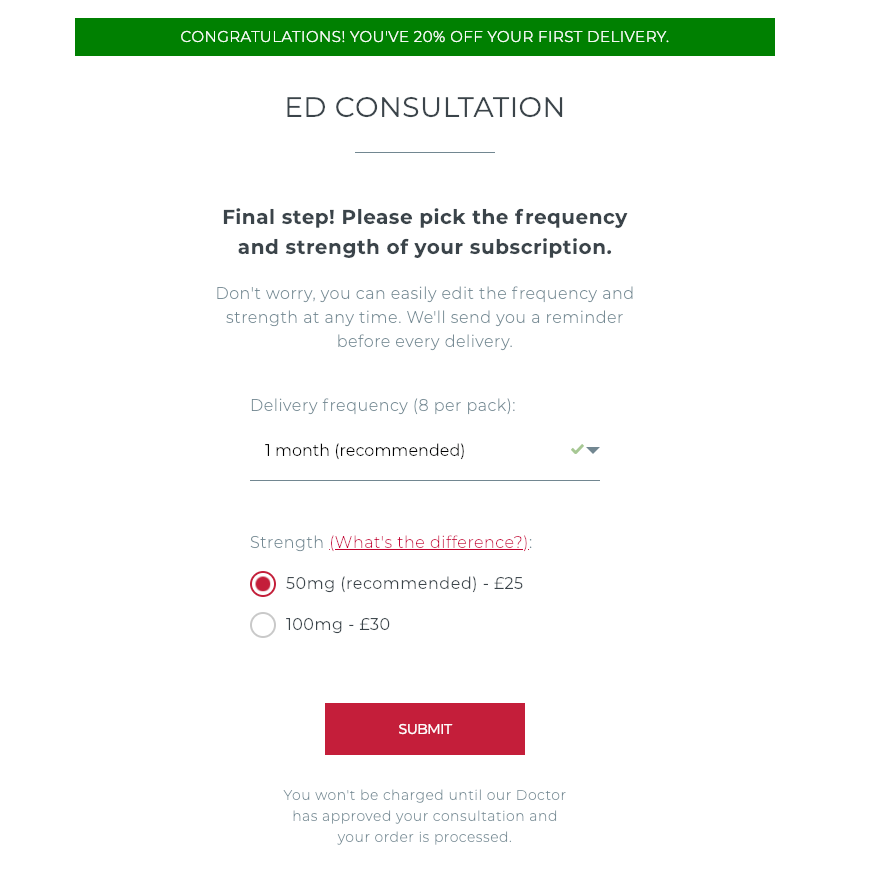 CONGRATULATIONS! YOU'VE 20% OFF YOUR FIRST DELIVERY.
ED CONSULTATION
Final step! Please pick the frequency
and strength of your subscription.
Don't worry, you can easily edit the frequency and
strength at any time. We'll send you a reminder
before every delivery.
Delivery frequency (8 per pack):
1 month (recommended)
Strength (What's the difference?):
50mg (recommended) - £25
100mg - £30
SUBMIT
You won't be charged until our Doctor
has approved your consultation and
your order is processed.